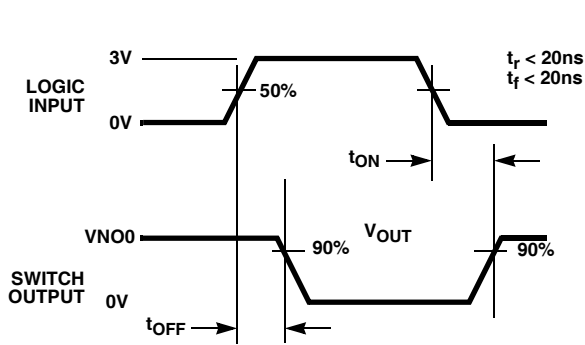 3V
t_r < 20ns
t_f < 20ns
LOGIC
INPUT
50%
0V
t_ON
VNO0
V_OUT
90%
90%
SWITCH
OUTPUT
0V
t_OFF